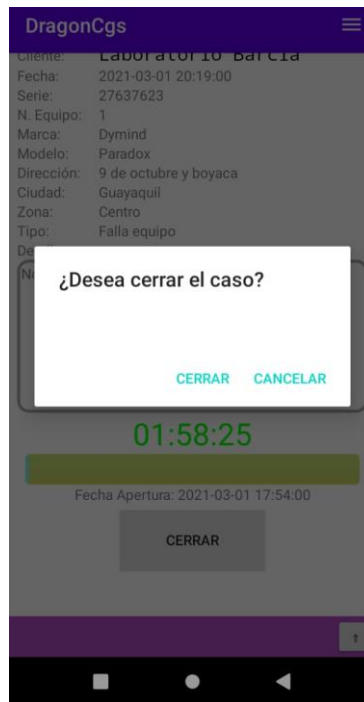 DragonCgs
Cliente: Laboratorio Barcia
Fecha: 2021-03-01 20:19:00
Serie: 27637623
N. Equipo: 1
Marca: Dymind
Modelo: Paradox
Dirección: 9 de octubre y boyaca
Ciudad: Guayaquil
Zona: Centro
Tipo: Falla equipo
¿Desea cerrar el caso?
CERRAR CANCELAR
01:58:25
Fecha Apertura: 2021-03-01 17:54:00
CERRAR
↑